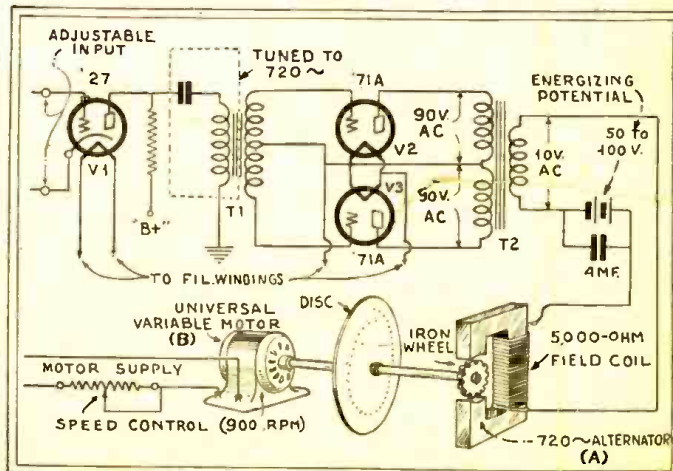 ADJUSTABLE
INPUT
'27
V1
"B+"
TUNED TO
720~
T1
'71A
V2
V3
'71A
90V.
AC
90V.
AC
T2
10V.
AC
ENERGIZING
POTENTIAL
50 to
100 V.
4MF.
TO FIL. WINDINGS
UNIVERSAL
VARIABLE MOTOR
(B)
DISC
IRON
WHEEL
5,000-OHM
FIELD COIL
MOTOR SUPPLY
SPEED CONTROL
(900 RPM)
720~ALTERNATOR
(A)